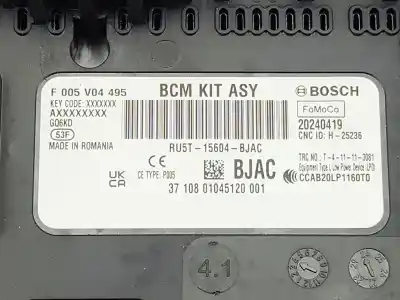 F 005 V04 495
BCM KIT ASY
BOSCH
KEY CODE: XXXXXXX
AXXXXXXXX
GQ6KD
53F
MADE IN ROMANIA
FoMoCo
20240419
CNC ID: H-25236
RU5T-15604-BJAC
UK
CA
CE
CE TYPE: P005
BJAC
37 108 01045120 001
TRC NO.: T-4-11-11-3081
Equipment Type I, Low Power Device (LPD)
CCAB20LP1160T0
4.1